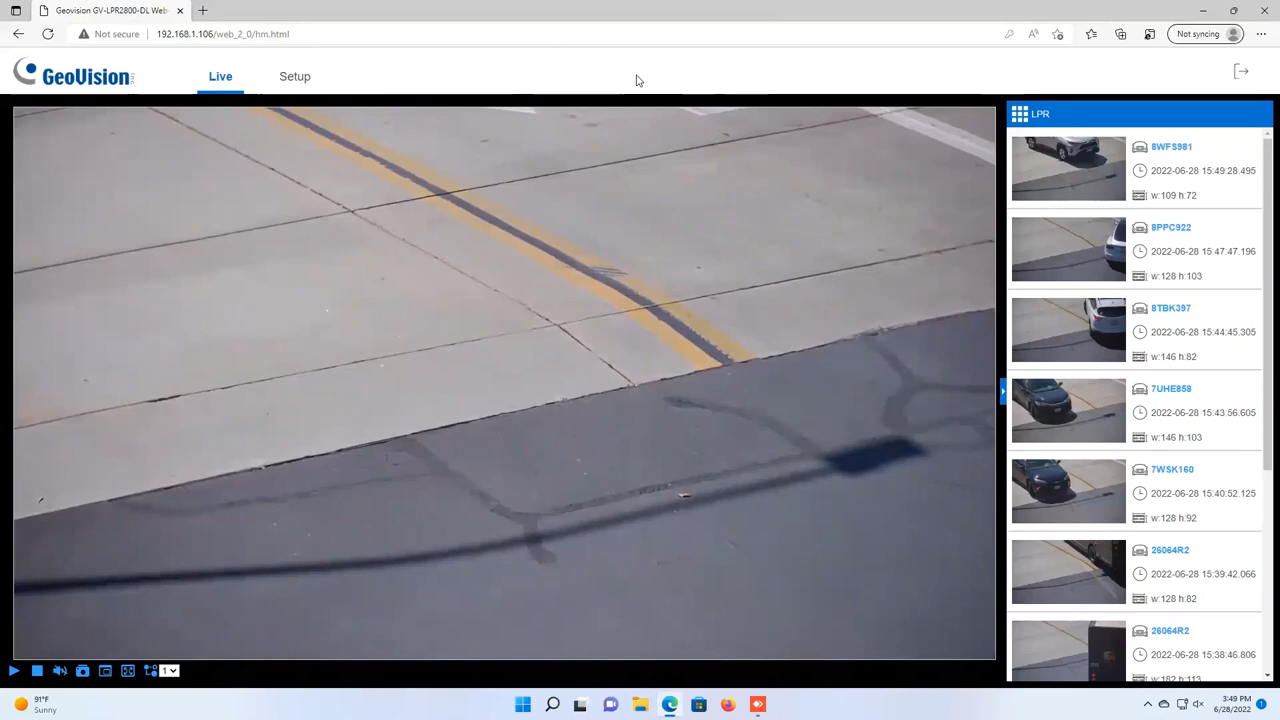 Geovision GV-LPR2800-DL Web-
Not secure
192.168.1.106/web_2_0/hm.html
Not syncing
GeoVision
Live
Setup
LPR
8WFS981
2022-06-28 15:49:28.495
w:109 h:72
8PPC922
2022-06-28 15:47:47.196
w:128 h:103
8TBK397
2022-06-28 15:44:45.305
w:146 h:82
7UHE858
2022-06-28 15:43:56.605
w:146 h:103
7WSK160
2022-06-28 15:40:52.125
w:128 h:92
26064R2
2022-06-28 15:39:42.066
w:128 h:82
26064R2
2022-06-28 15:38:46.806
w:182 h:113
1
91°F
Sunny
3:49 PM
6/28/2022
1